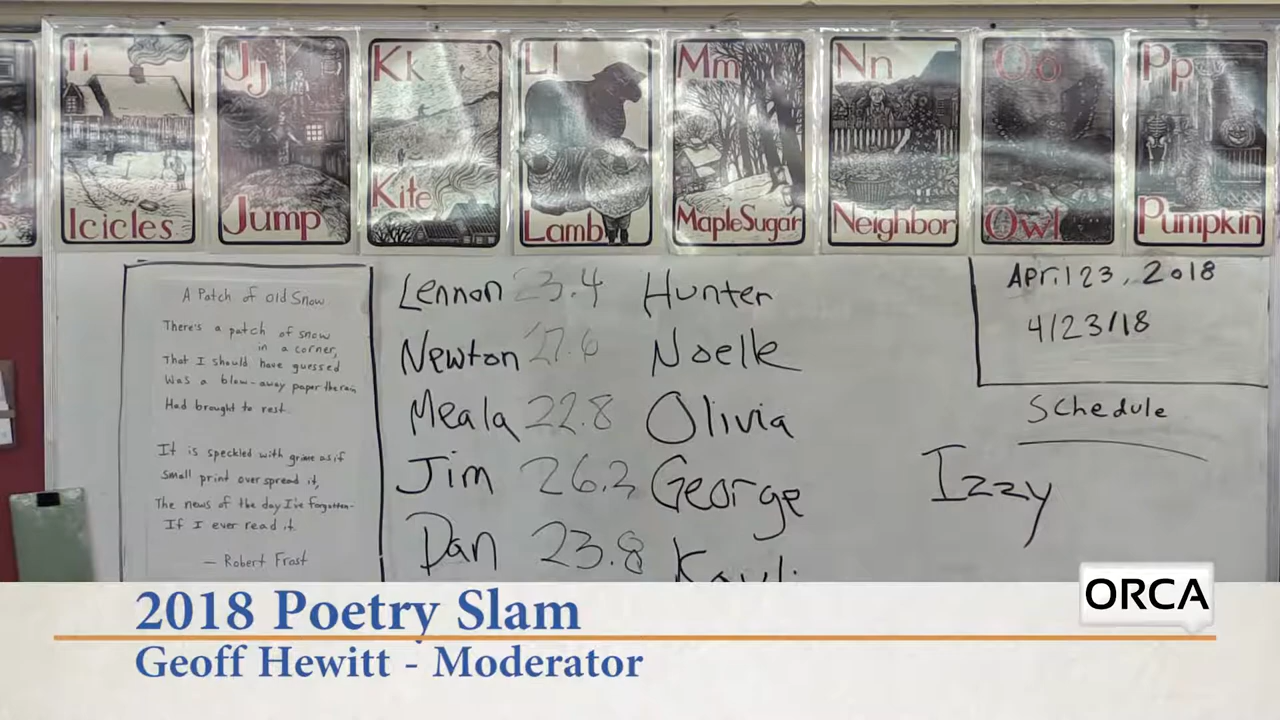 Ii
Icicles
Jj
Jump
Kk
Kite
Ll
Lamb
Mm
MapleSugar
Nn
Neighbor
Oo
Owl
Pp
Pumpkin
A Patch of Old Snow
There's a patch of snow
in a corner,
That I should have guessed
Was a blow-away paper the rain
Had brought to rest.
It is speckled with grime as if
Small print overspread it,
The news of the day I've forgotten-
If I ever read it.
— Robert Frost
Lennon 23.4 Hunter
Newton 27.6 Noelle
Meala 22.8 Olivia
Jim 26.2 George
Dan 23.8
April 23, 2018
4/23/18
Schedule
Izzy
ORCA
2018 Poetry Slam
Geoff Hewitt - Moderator